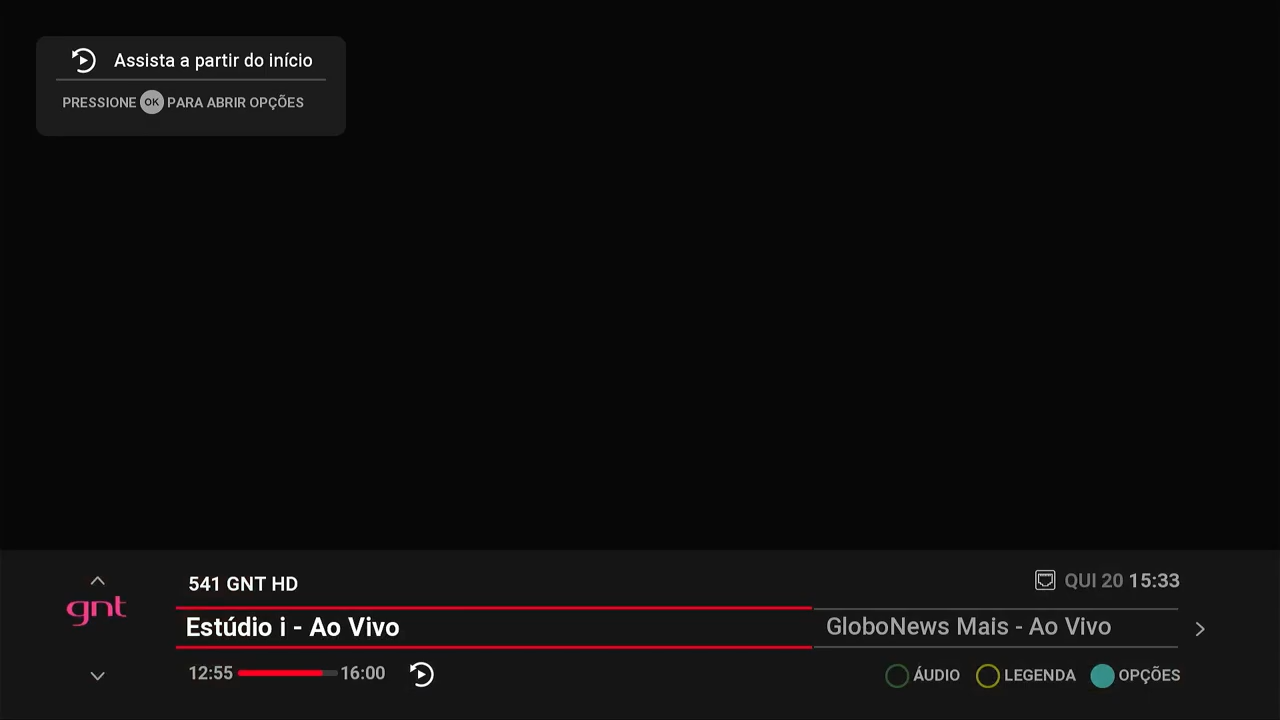 Assista a partir do início
PRESSIONE OK PARA ABRIR OPÇÕES
541 GNT HD
QUI 20 15:33
gnt
Estúdio i - Ao Vivo
GloboNews Mais - Ao Vivo
12:55
16:00
ÁUDIO
LEGENDA
OPÇÕES